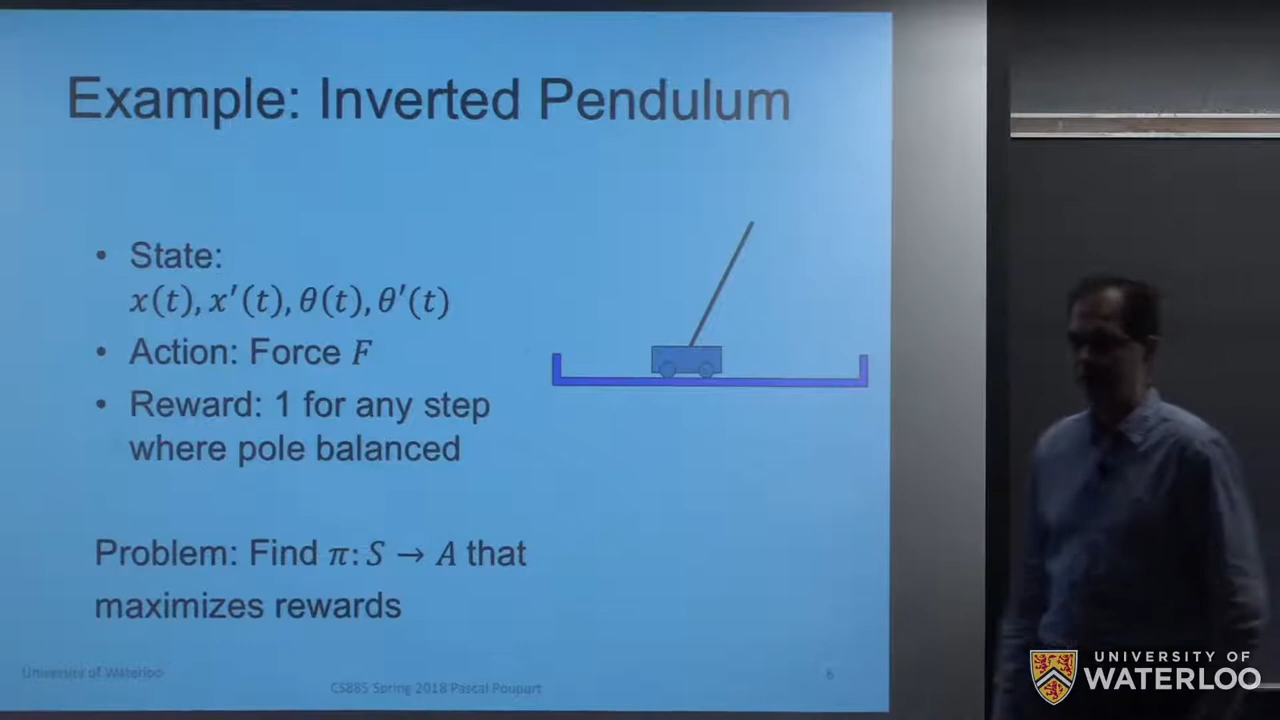 Example: Inverted Pendulum
• State:
x(t), x′(t), θ(t), θ′(t)
• Action: Force F
• Reward: 1 for any step
where pole balanced
Problem: Find π: S → A that
maximizes rewards
University of Waterloo
CS885 Spring 2018 Pascal Poupart
6
UNIVERSITY OF
WATERLOO